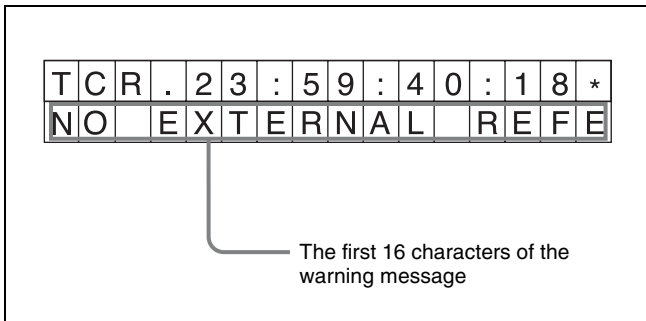 TCR.23:59:40:18*
NO EXTERNAL REFE
The first 16 characters of the
warning message